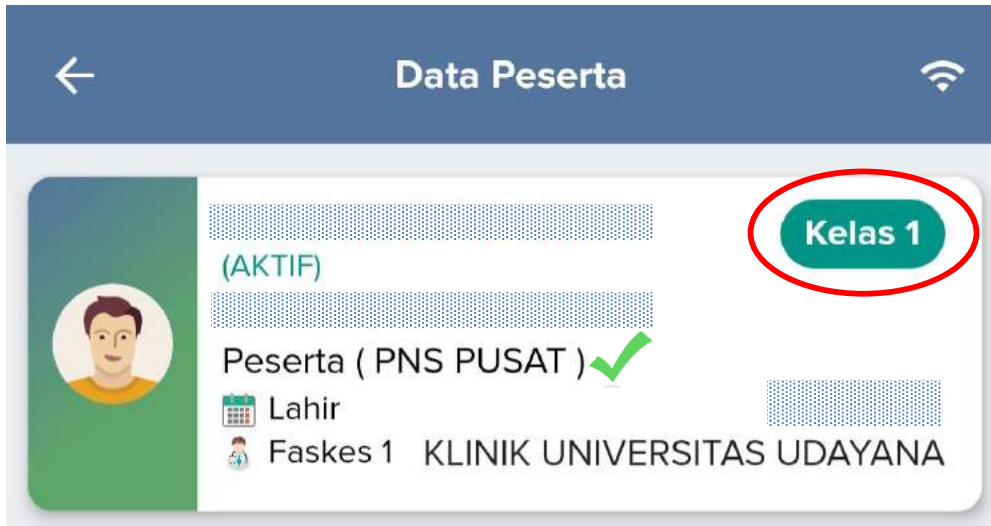 Data Peserta
Kelas 1
(AKTIF)
Peserta ( PNS PUSAT )
Lahir
Faskes 1 KLINIK UNIVERSITAS UDAYANA